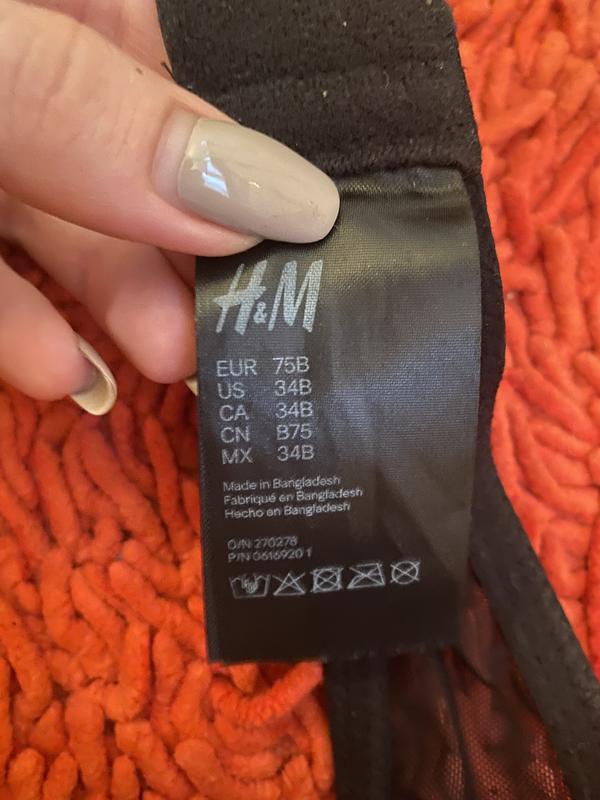 H&M
EUR 75B
US 34B
CA 34B
CN B75
MX 34B
Made in Bangladesh
Fabriqué en Bangladesh
Hecho en Bangladesh
O/N 270278
P/N 0616920 1